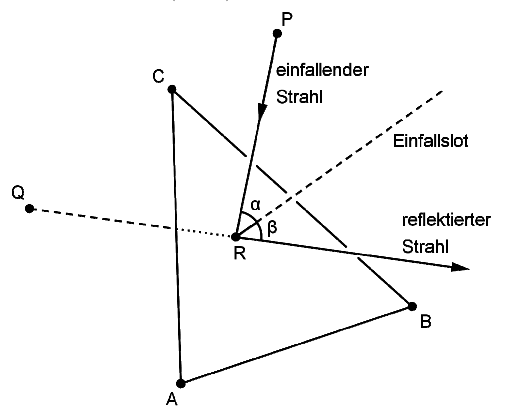 P
C
einfallender
Strahl
Einfallslot
Q
α
reflektierter
β
Strahl
R
B
A